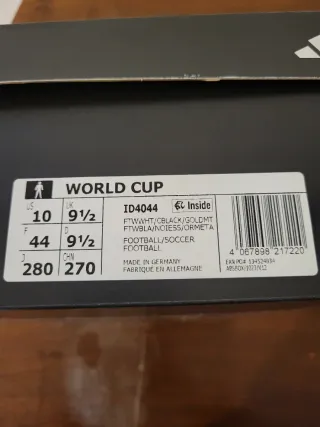 WORLD CUP
US 10 UK 9½
F 44 D 9½
J 280 CHN 270
ID4044
Inside
FTWWHT/CBLACK/GOLDMT
FTWBLA/NOIESS/ORMETA
FOOTBALL/SOCCER
FOOTBALL
MADE IN GERMANY
FABRIQUE EN ALLEMAGNE
4 067898 217220